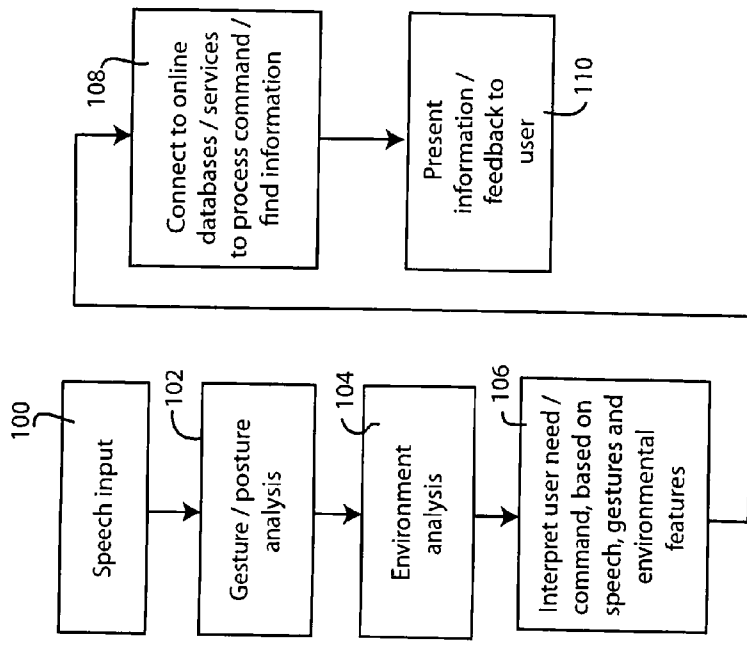 100
Speech input
102
Gesture / posture
analysis
104
Environment
analysis
106
Interpret user need /
command, based on
speech, gestures and
environmental
features
108
Connect to online
databases / services
to process command /
find information
Present
information /
feedback to
user
110